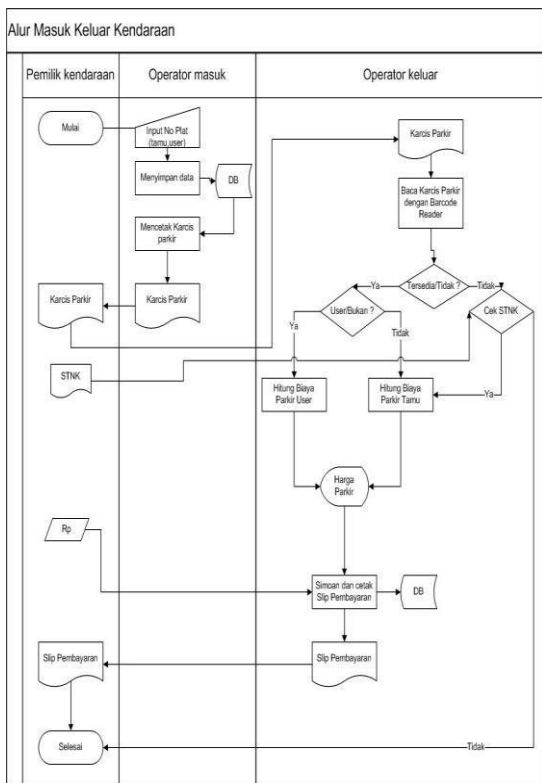 Alur Masuk Keluar Kendaraan
Pemilik kendaraan
Operator masuk
Operator keluar
Mulai
Input No Plat
(tamu,user)
Menyimpan data
DB
Mencetak Karcis
parkir
Karcis Parkir
Karcis Parkir
Karcis Parkir
Baca Karcis Parkir
dengan Barcode
Reader
Tersedia/Tidak ?
Ya
Tidak
User/Bukan ?
Cek STNK
Ya
Tidak
STNK
Hitung Biaya
Parkir User
Hitung Biaya
Parkir Tamu
Ya
Harga
Parkir
Rp
Simpan dan cetak
Slip Pembayaran
DB
Slip Pembayaran
Slip Pembayaran
Selesai
Tidak